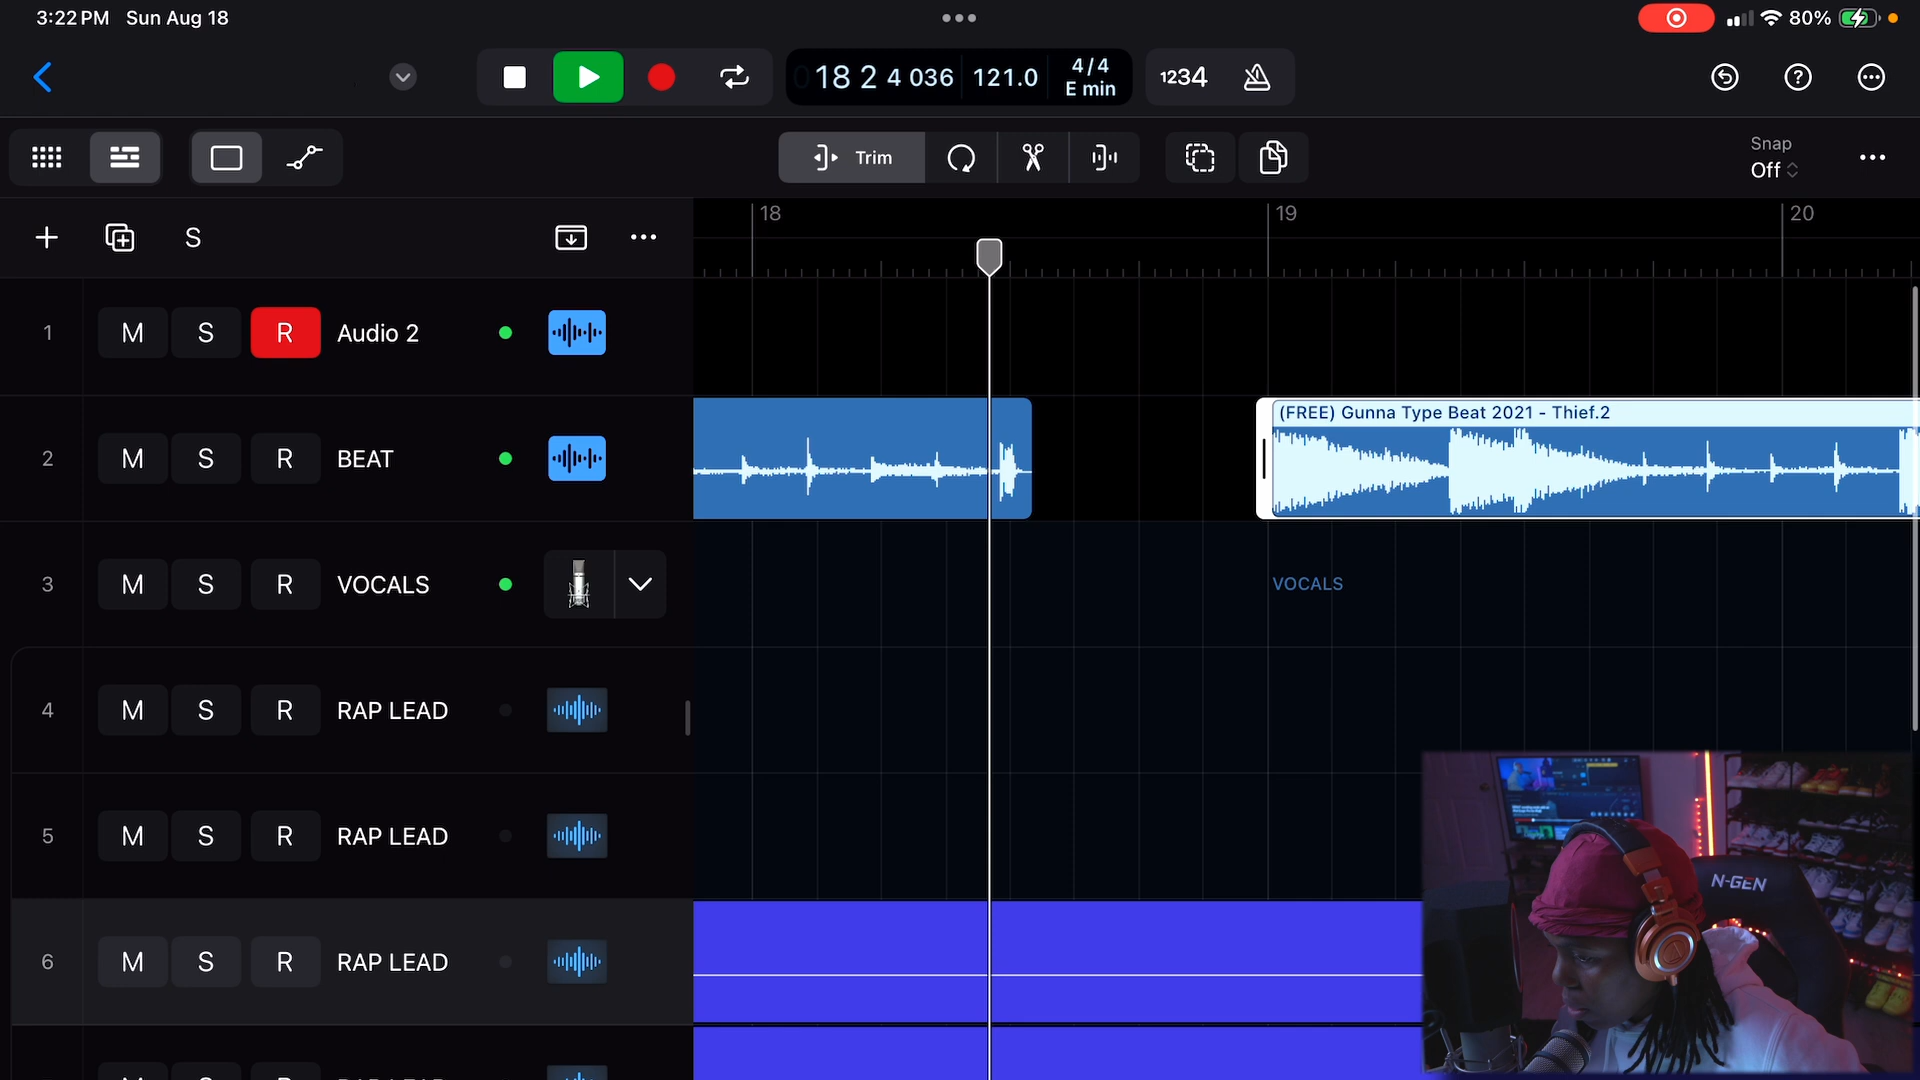 3:22 PM Sun Aug 18
80%
18 2 4 036 121.0 4/4 E min
1234
Trim
Snap
Off
S
18 19 20
1 M S R Audio 2
2 M S R BEAT
(FREE) Gunna Type Beat 2021 - Thief.2
3 M S R VOCALS
VOCALS
4 M S R RAP LEAD
5 M S R RAP LEAD
N-GEN
6 M S R RAP LEAD